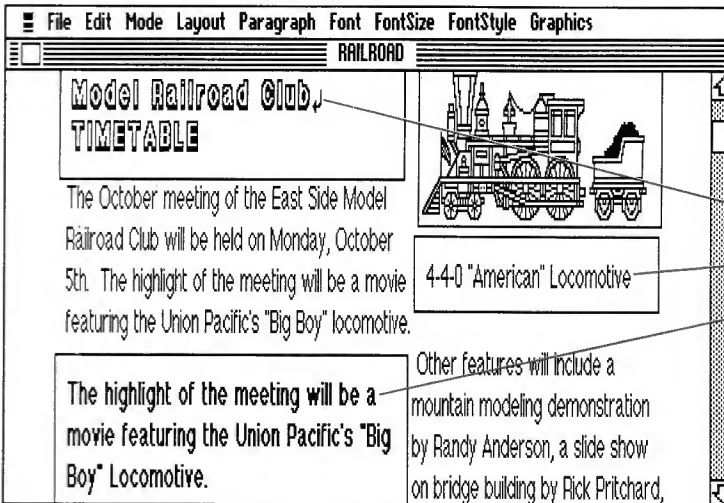 File Edit Mode Layout Paragraph Font FontSize FontStyle Graphics
RAILROAD
Model Railroad Club,
TIMETABLE
The October meeting of the East Side Model
Railroad Club will be held on Monday, October
5th. The highlight of the meeting will be a movie
featuring the Union Pacific's "Big Boy" locomotive.
The highlight of the meeting will be a
movie featuring the Union Pacific's "Big
Boy" Locomotive.
4-4-0 "American" Locomotive
Other features will include a
mountain modeling demonstration
by Randy Anderson, a slide show
on bridge building by Rick Pritchard,